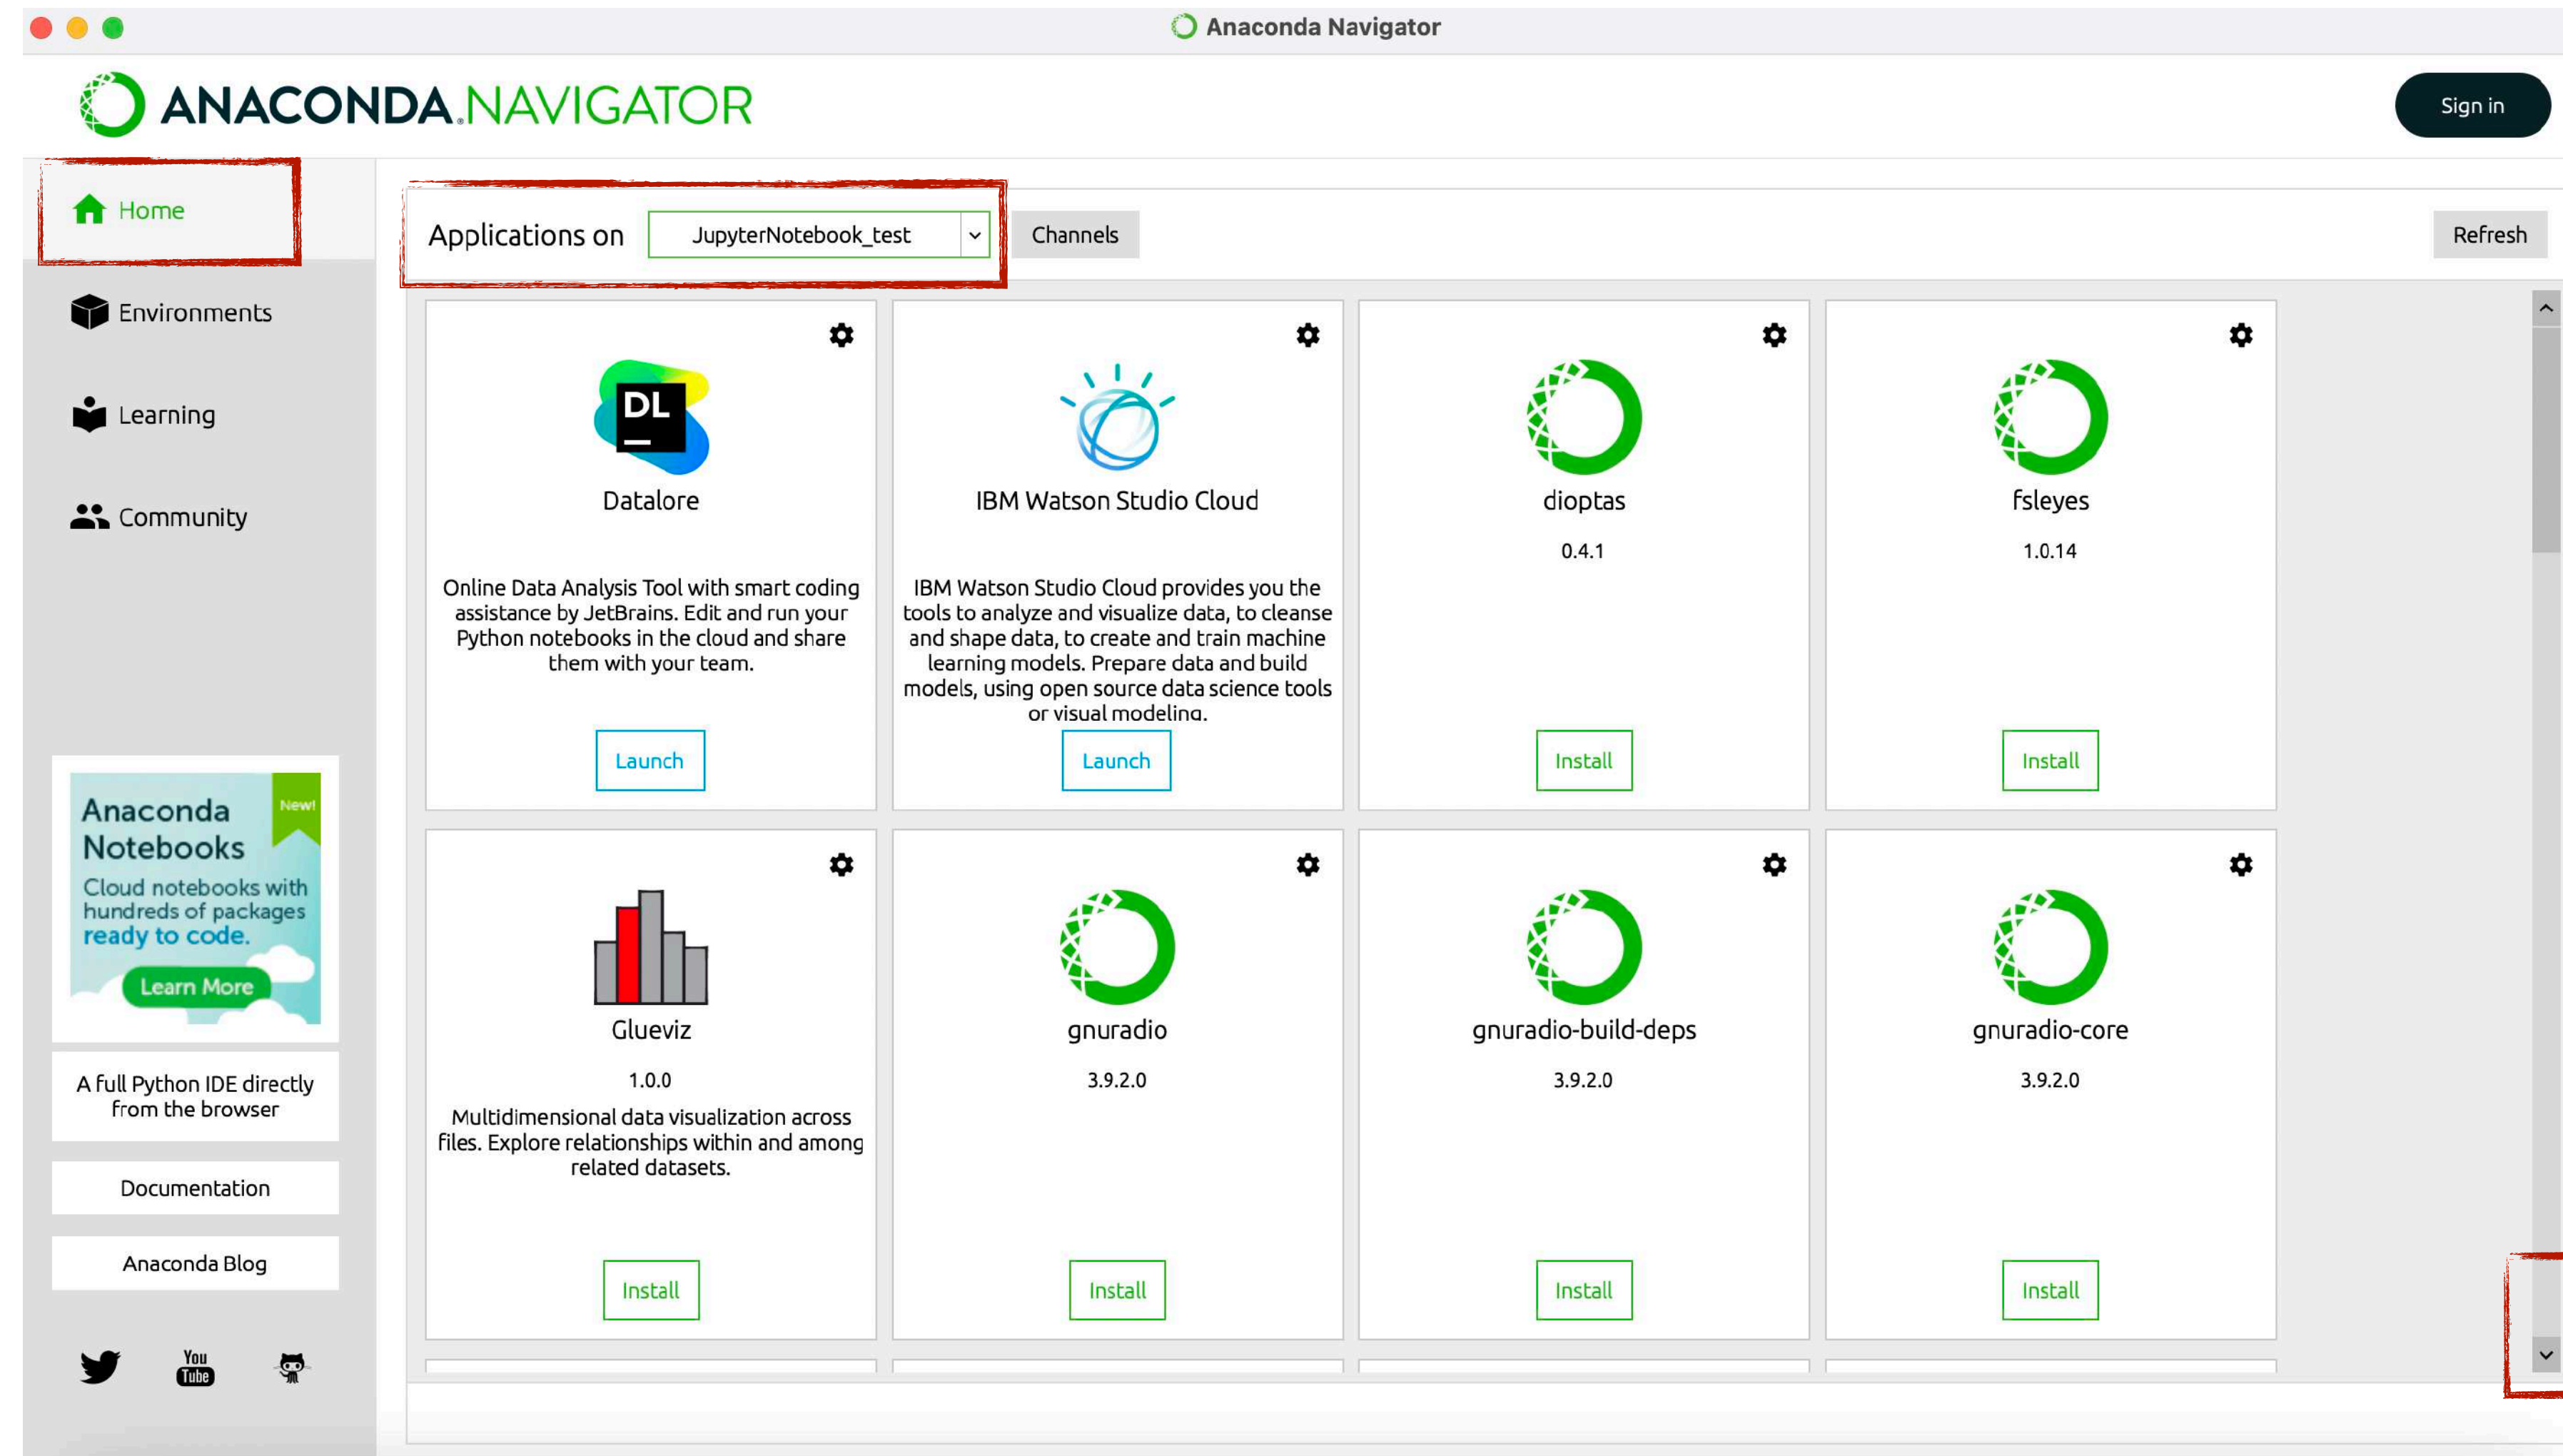 Anaconda Navigator
ANACONDA.NAVIGATOR
Sign in
Home
Environments
Learning
Community
Applications on
JupyterNotebook_test
Channels
Refresh
DL
Datalore
Online Data Analysis Tool with smart coding
assistance by JetBrains. Edit and run your
Python notebooks in the cloud and share
them with your team.
Launch
IBM Watson Studio Cloud
IBM Watson Studio Cloud provides you the
tools to analyze and visualize data, to cleanse
and shape data, to create and train machine
learning models. Prepare data and build
models, using open source data science tools
or visual modeling.
Launch
dioptas
0.4.1
Install
fsleyes
1.0.14
Install
Glueviz
1.0.0
Multidimensional data visualization across
files. Explore relationships within and among
related datasets.
Install
gnuradio
3.9.2.0
Install
gnuradio-build-deps
3.9.2.0
Install
gnuradio-core
3.9.2.0
Install
Anaconda
Notebooks
New!
Cloud notebooks with
hundreds of packages
ready to code.
Learn More
A full Python IDE directly
from the browser
Documentation
Anaconda Blog
You
Tube